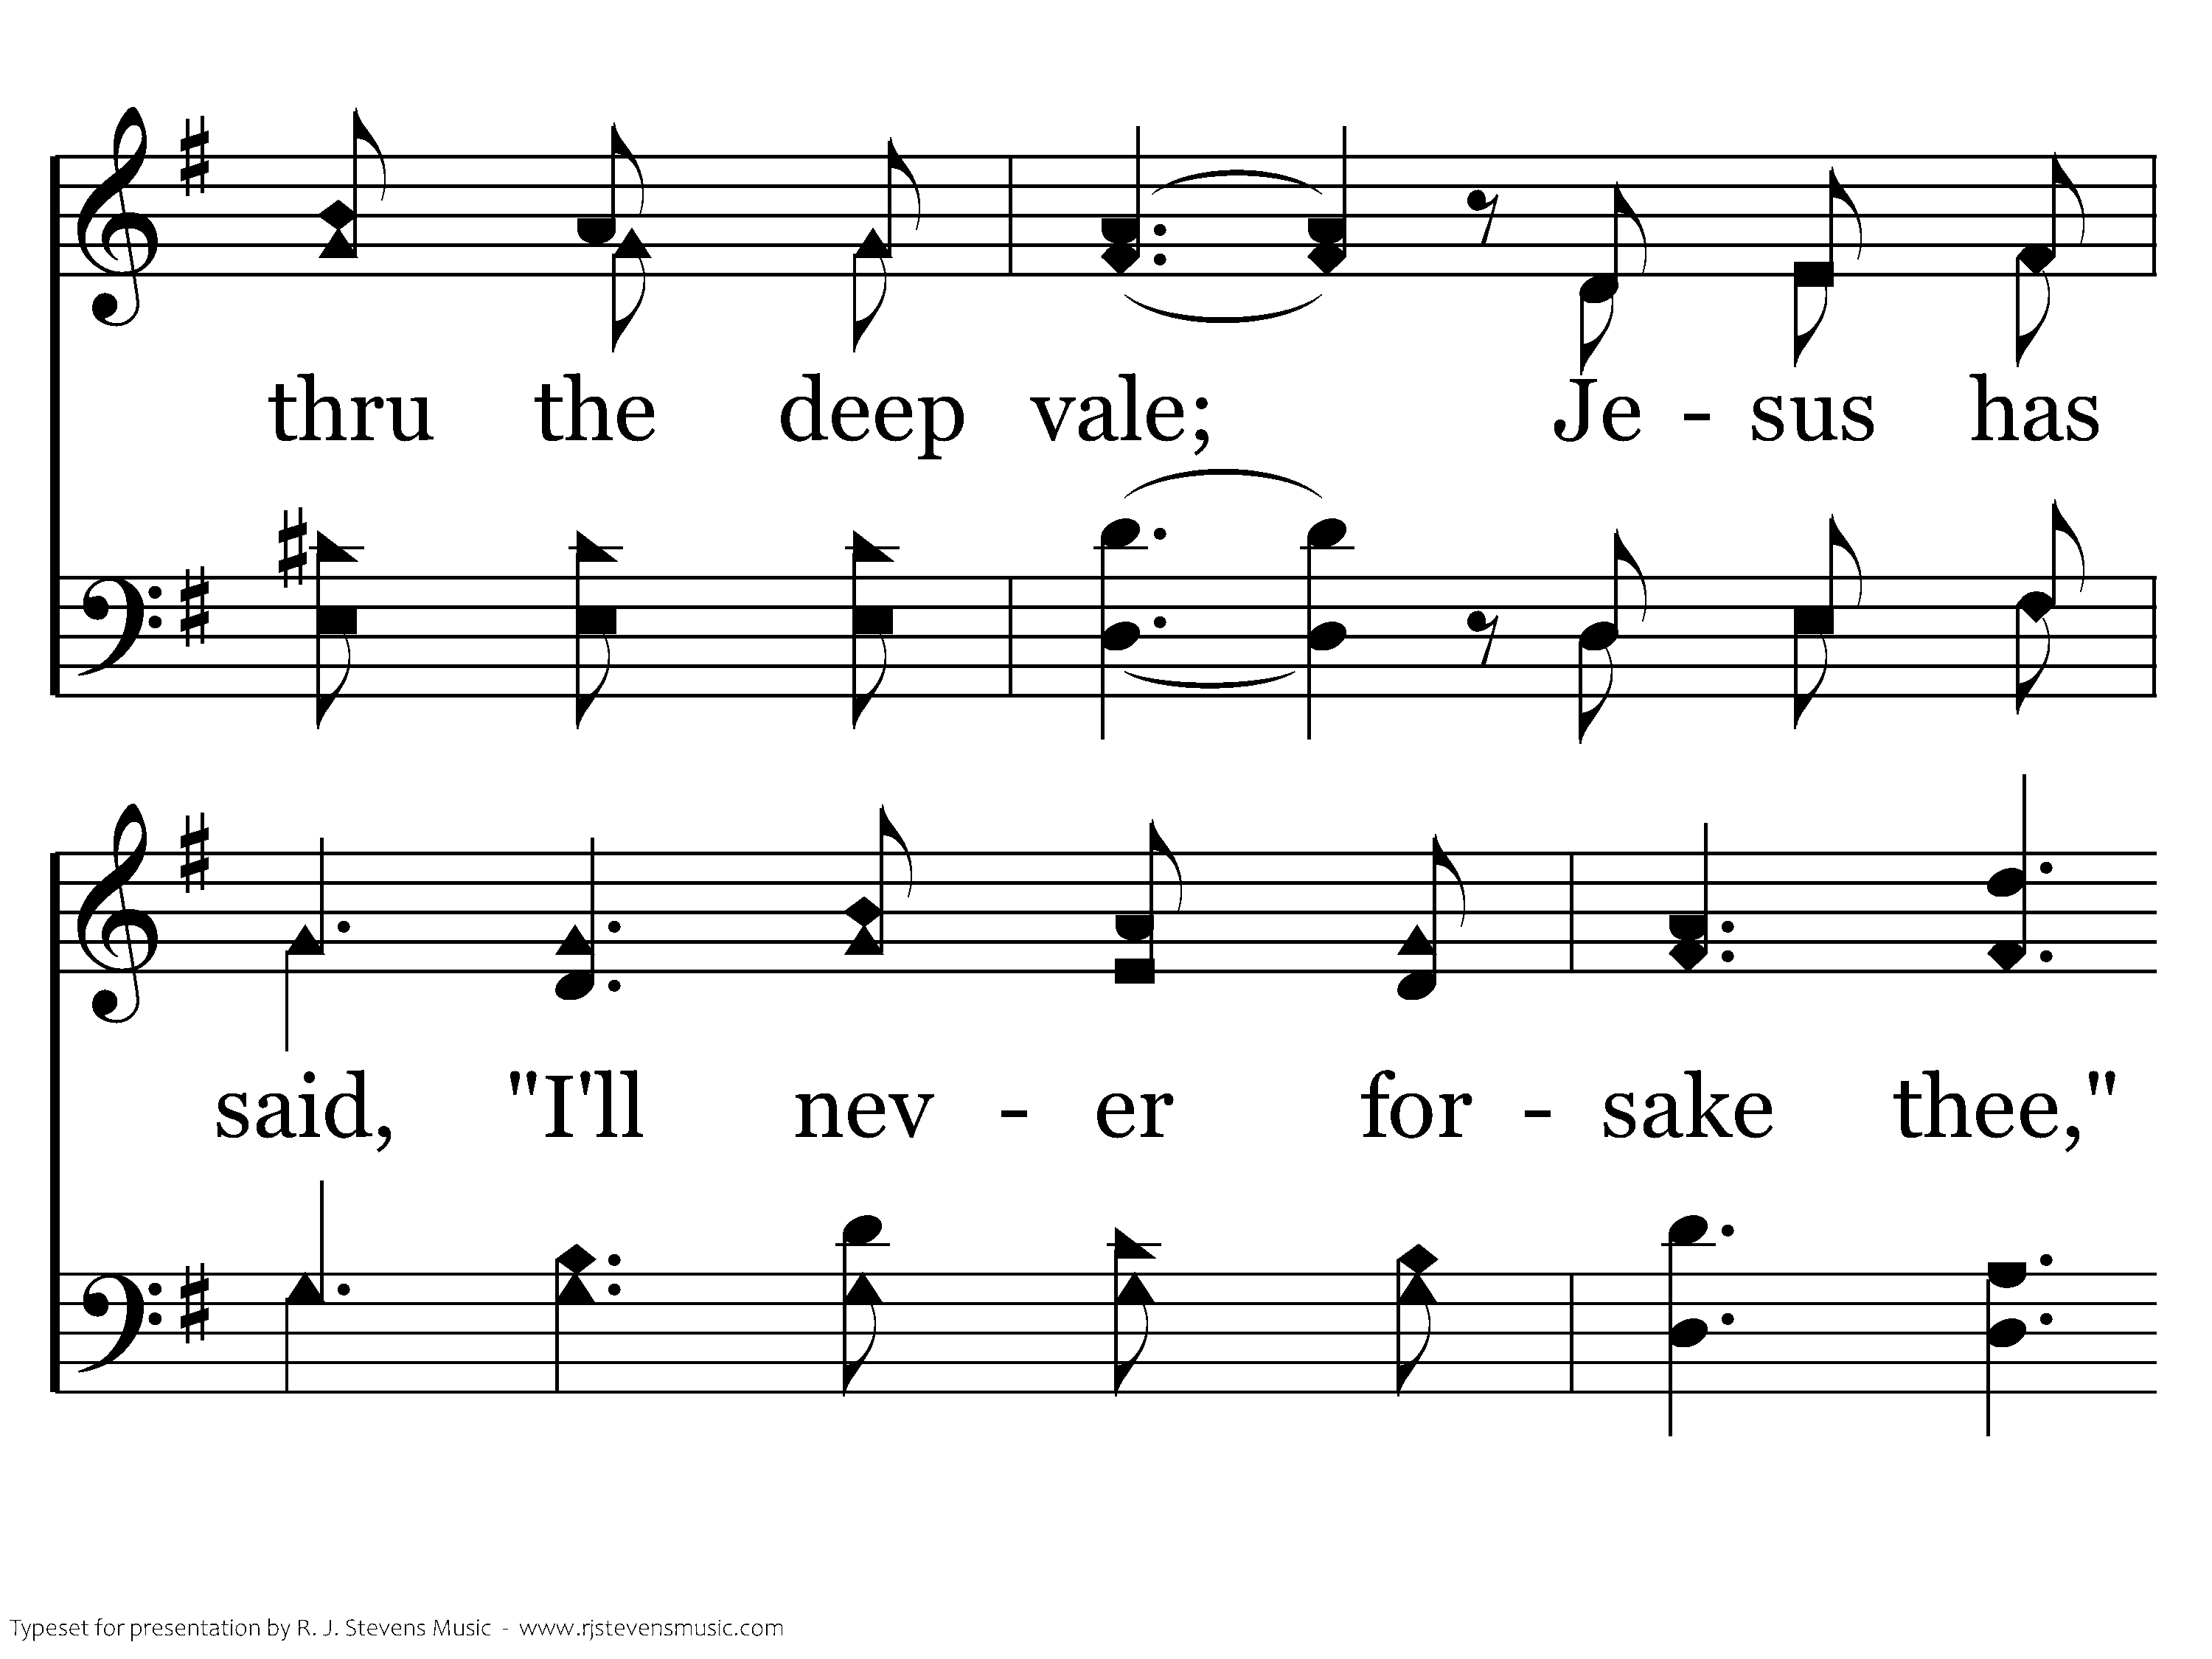 thru the deep vale; Je - sus has
said, "I'll nev - er for - sake thee,"
Typeset for presentation by R. J. Stevens Music - www.rjstevensmusic.com